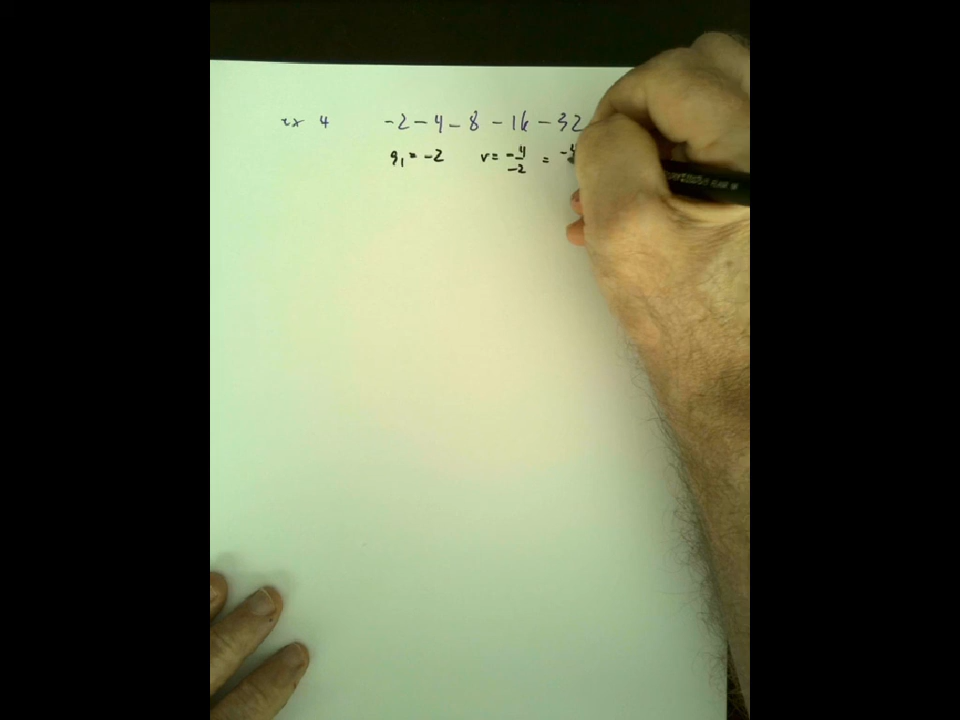 ex 4 -2 - 4 - 8 - 16 - 32
a₁ = -2 r = -4/-2 =